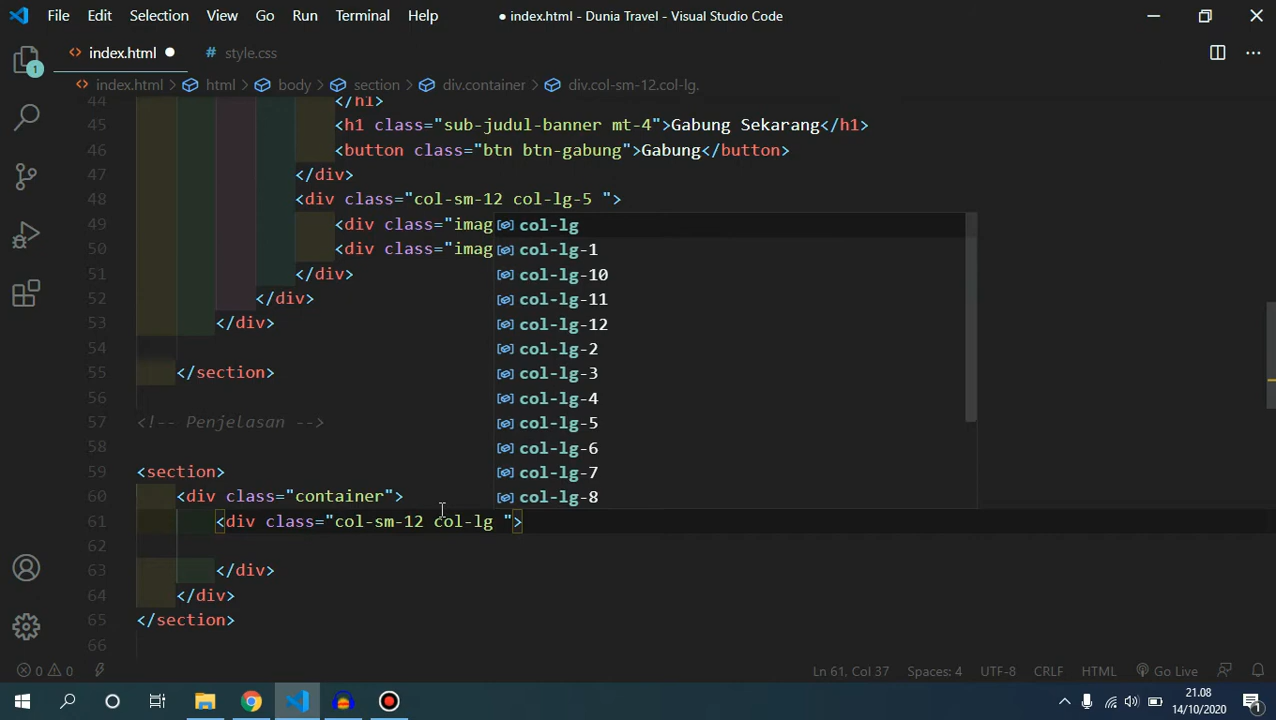 File Edit Selection View Go Run Terminal Help ● index.html - Dunia Travel - Visual Studio Code
1
<> index.html ● # style.css
<> index.html > html > body > section > div.container > div.col-sm-12.col-lg.
44 </h1>
45 <h1 class="sub-judul-banner mt-4">Gabung Sekarang</h1>
46 <button class="btn btn-gabung">Gabung</button>
47 </div>
48 <div class="col-sm-12 col-lg-5 ">
49 <div class="imag
50 <div class="imag
51 </div>
52 </div>
53 </div>
54
55 </section>
56
57 <!-- Penjelasan -->
58
59 <section>
60 <div class="container">
61 <div class="col-sm-12 col-lg ">
62
63 </div>
64 </div>
65 </section>
66
col-lg
col-lg-1
col-lg-10
col-lg-11
col-lg-12
col-lg-2
col-lg-3
col-lg-4
col-lg-5
col-lg-6
col-lg-7
col-lg-8
0 0 Ln 61, Col 37 Spaces: 4 UTF-8 CRLF HTML Go Live
21.08
14/10/2020
1